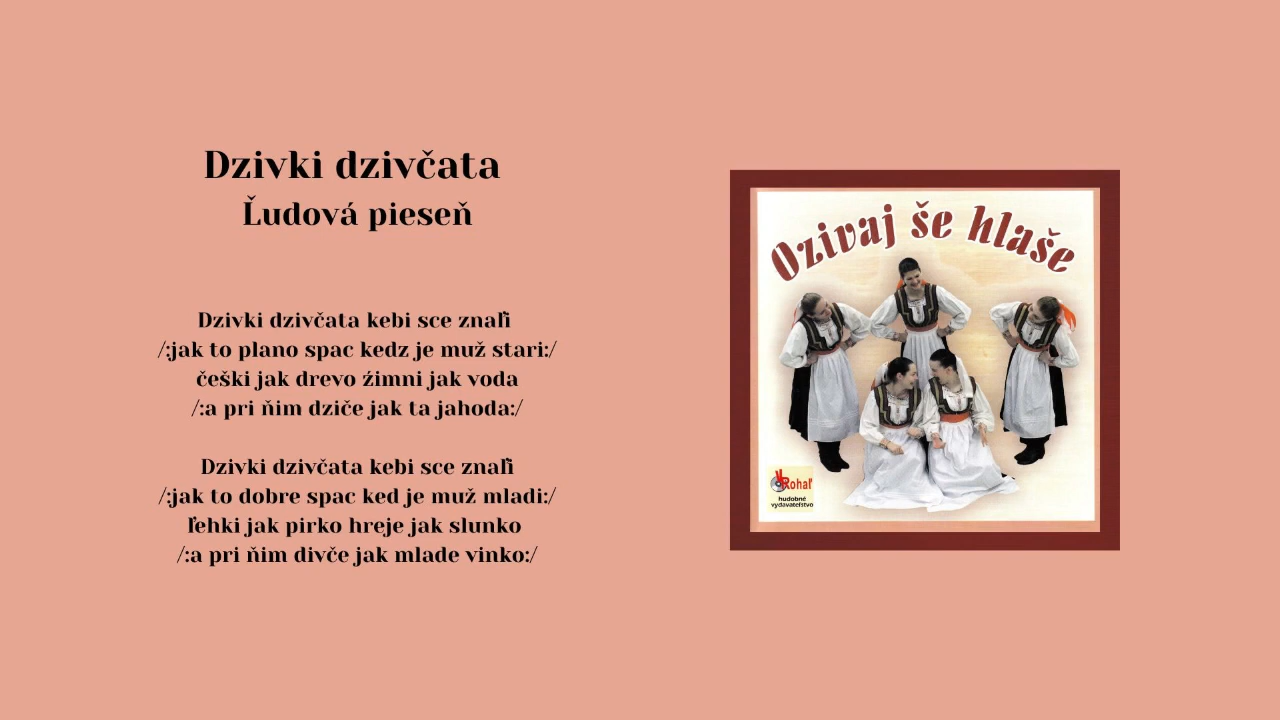 Dzivki dzivčata
Ľudová pieseň
Dzivki dzivčata kebi sce znaľi
/:jak to plano spac kedz je muž stari:/
češki jak drevo źimni jak voda
/:a pri ňim dziče jak ta jahoda:/
Dzivki dzivčata kebi sce znaľi
/:jak to dobre spac ked je muž mladi:/
ľehki jak pirko hreje jak slunko
/:a pri ňim divče jak mlade vinko:/
Ozivaj še hlaše
Rohaľ
hudobné
vydavateľstvo